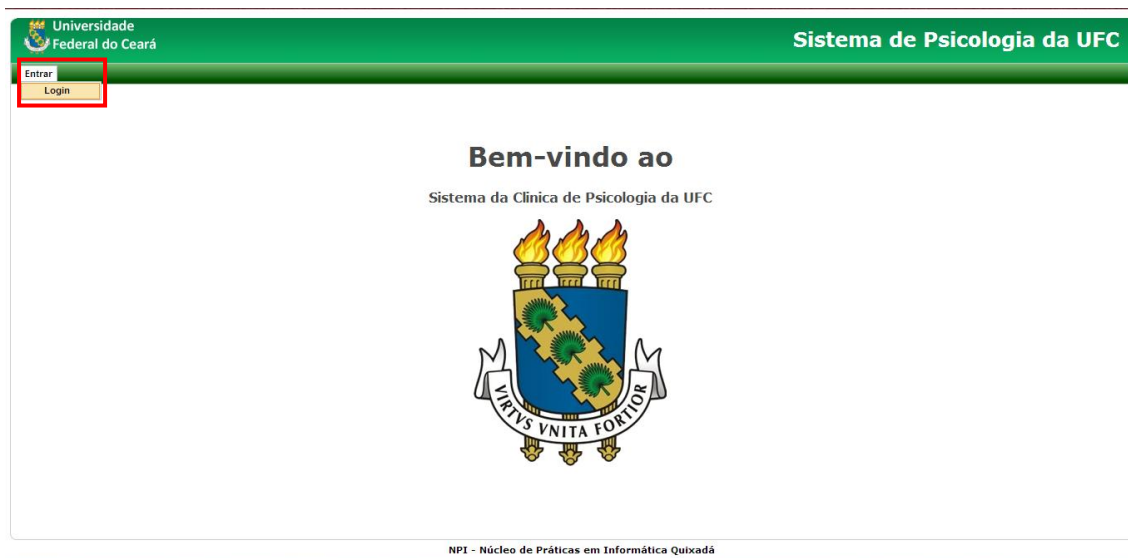 Universidade
Federal do Ceará
Sistema de Psicologia da UFC
Entrar
Login
Bem-vindo ao
Sistema da Clinica de Psicologia da UFC
VIRTVS VNITA FORTIOR
NPI - Núcleo de Práticas em Informática Quixadá